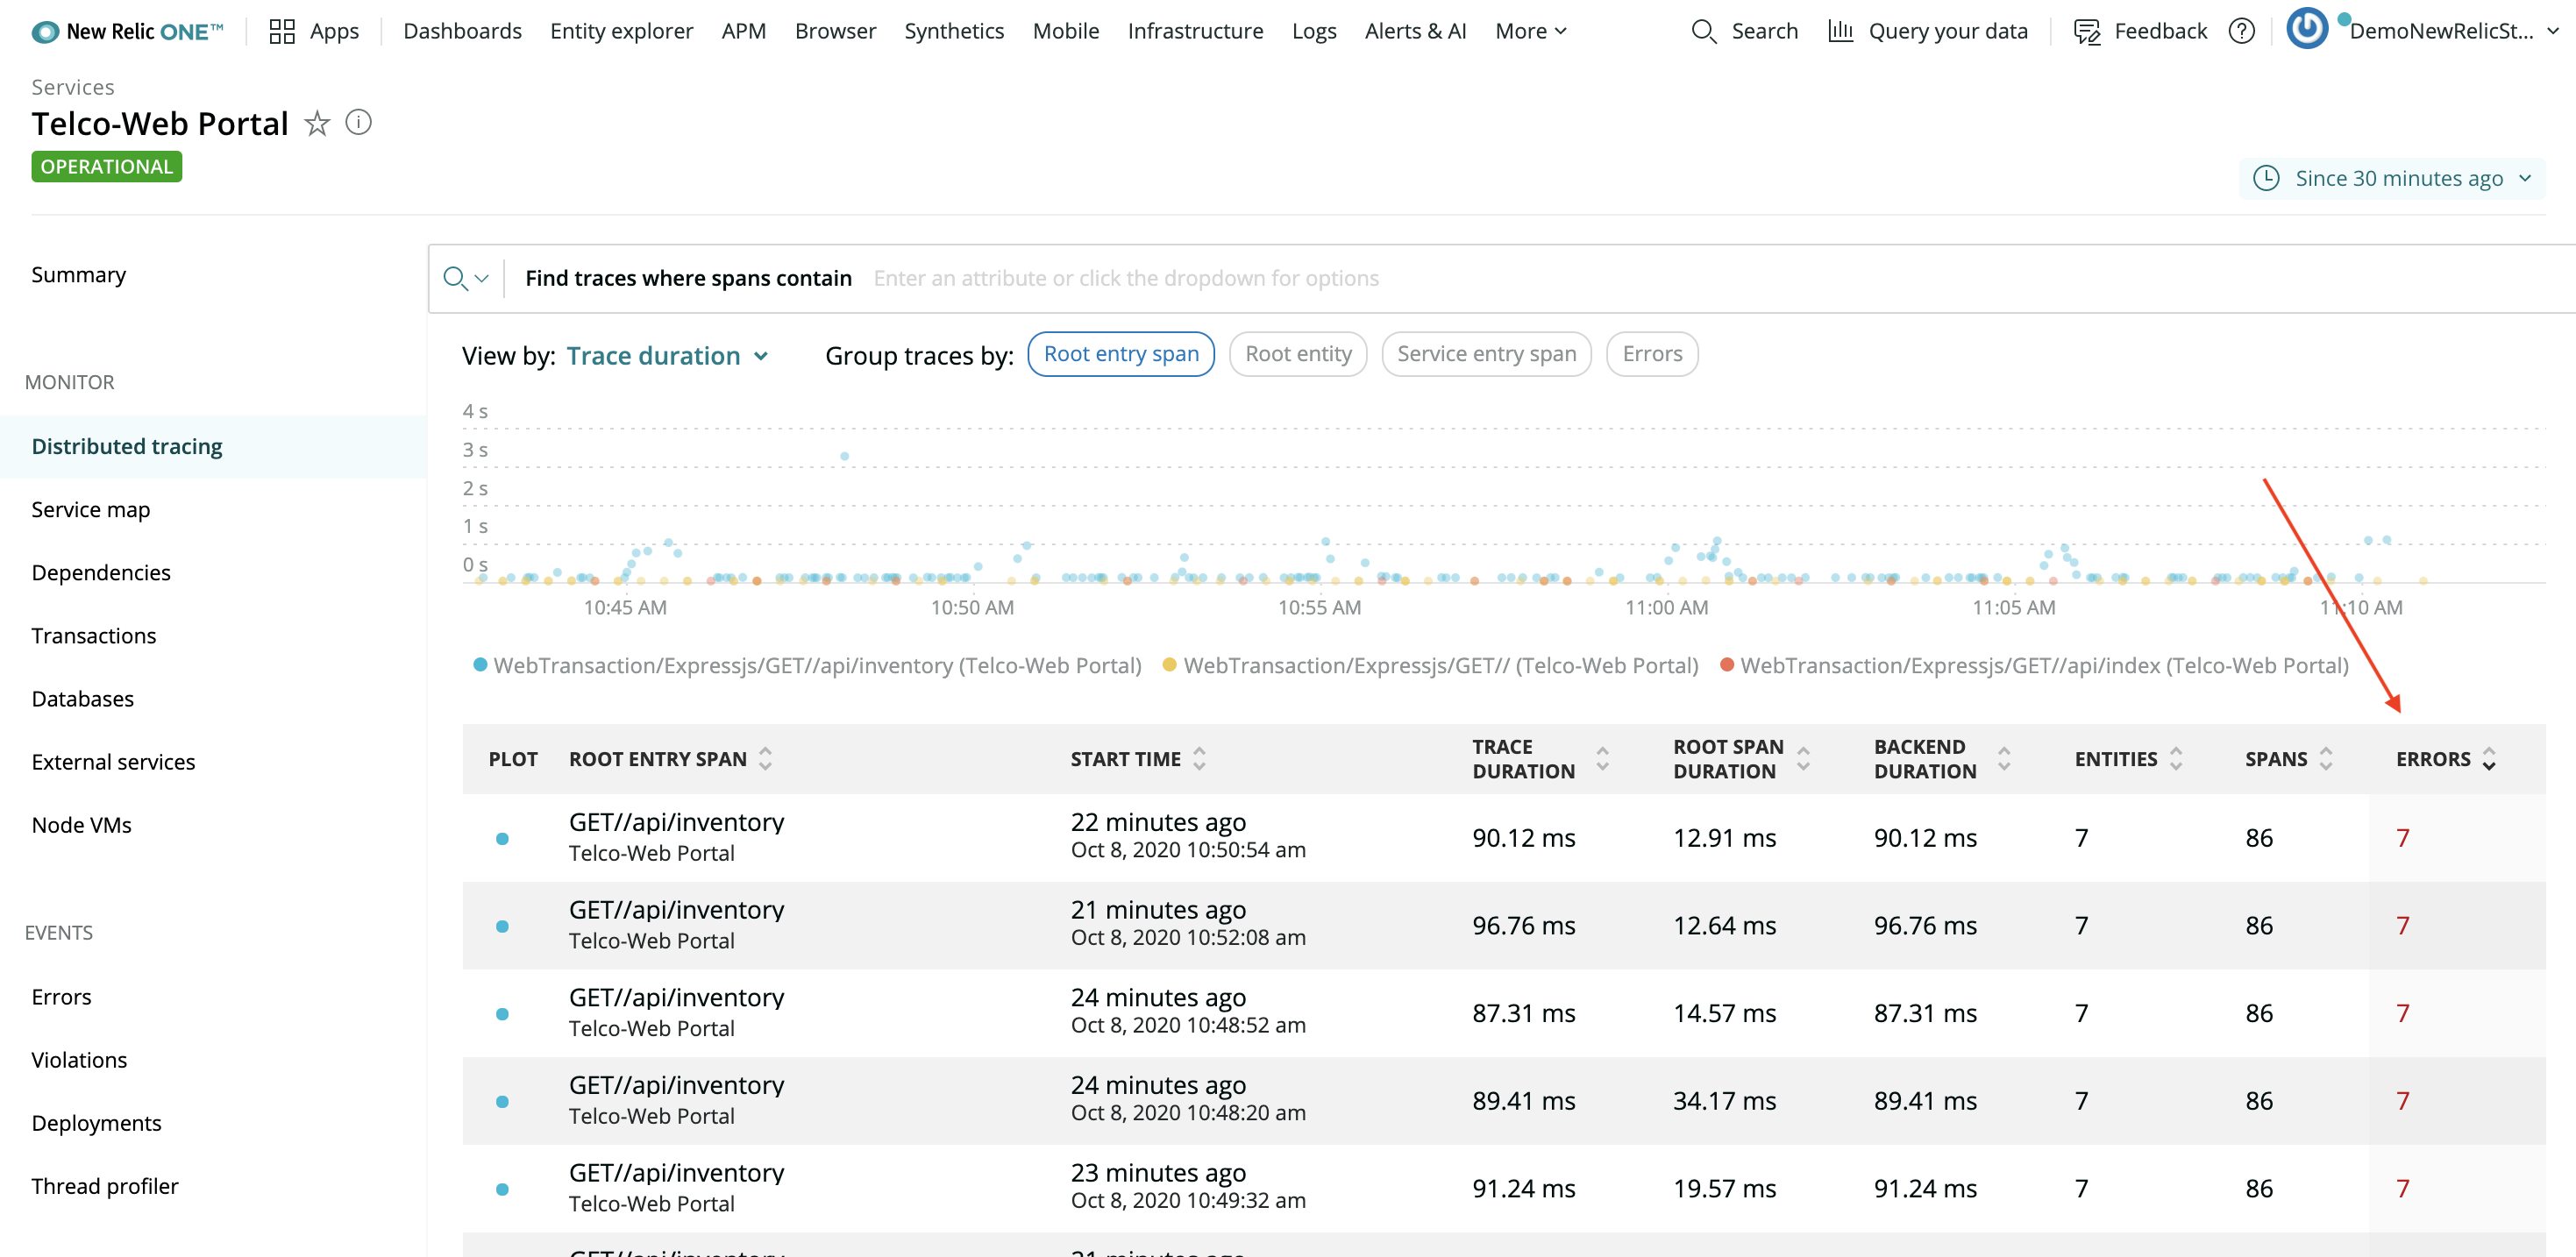 New Relic ONE™ Apps Dashboards Entity explorer APM Browser Synthetics Mobile Infrastructure Logs Alerts & AI More Search Query your data Feedback ? DemoNewRelicSt...
Services
Telco-Web Portal
OPERATIONAL
Since 30 minutes ago
Summary
MONITOR
Distributed tracing
Service map
Dependencies
Transactions
Databases
External services
Node VMs
EVENTS
Errors
Violations
Deployments
Thread profiler
Find traces where spans contain Enter an attribute or click the dropdown for options
View by: Trace duration Group traces by: Root entry span Root entity Service entry span Errors
4 s
3 s
2 s
1 s
0 s
10:45 AM 10:50 AM 10:55 AM 11:00 AM 11:05 AM 11:10 AM
WebTransaction/Expressjs/GET//api/inventory (Telco-Web Portal) WebTransaction/Expressjs/GET// (Telco-Web Portal) WebTransaction/Expressjs/GET//api/index (Telco-Web Portal)
PLOT ROOT ENTRY SPAN START TIME TRACE DURATION ROOT SPAN DURATION BACKEND DURATION ENTITIES SPANS ERRORS
GET//api/inventory 22 minutes ago 90.12 ms 12.91 ms 90.12 ms 7 86 7
Telco-Web Portal Oct 8, 2020 10:50:54 am
GET//api/inventory 21 minutes ago 96.76 ms 12.64 ms 96.76 ms 7 86 7
Telco-Web Portal Oct 8, 2020 10:52:08 am
GET//api/inventory 24 minutes ago 87.31 ms 14.57 ms 87.31 ms 7 86 7
Telco-Web Portal Oct 8, 2020 10:48:52 am
GET//api/inventory 24 minutes ago 89.41 ms 34.17 ms 89.41 ms 7 86 7
Telco-Web Portal Oct 8, 2020 10:48:20 am
GET//api/inventory 23 minutes ago 91.24 ms 19.57 ms 91.24 ms 7 86 7
Telco-Web Portal Oct 8, 2020 10:49:32 am
GET//api/inventory 21 minutes ago